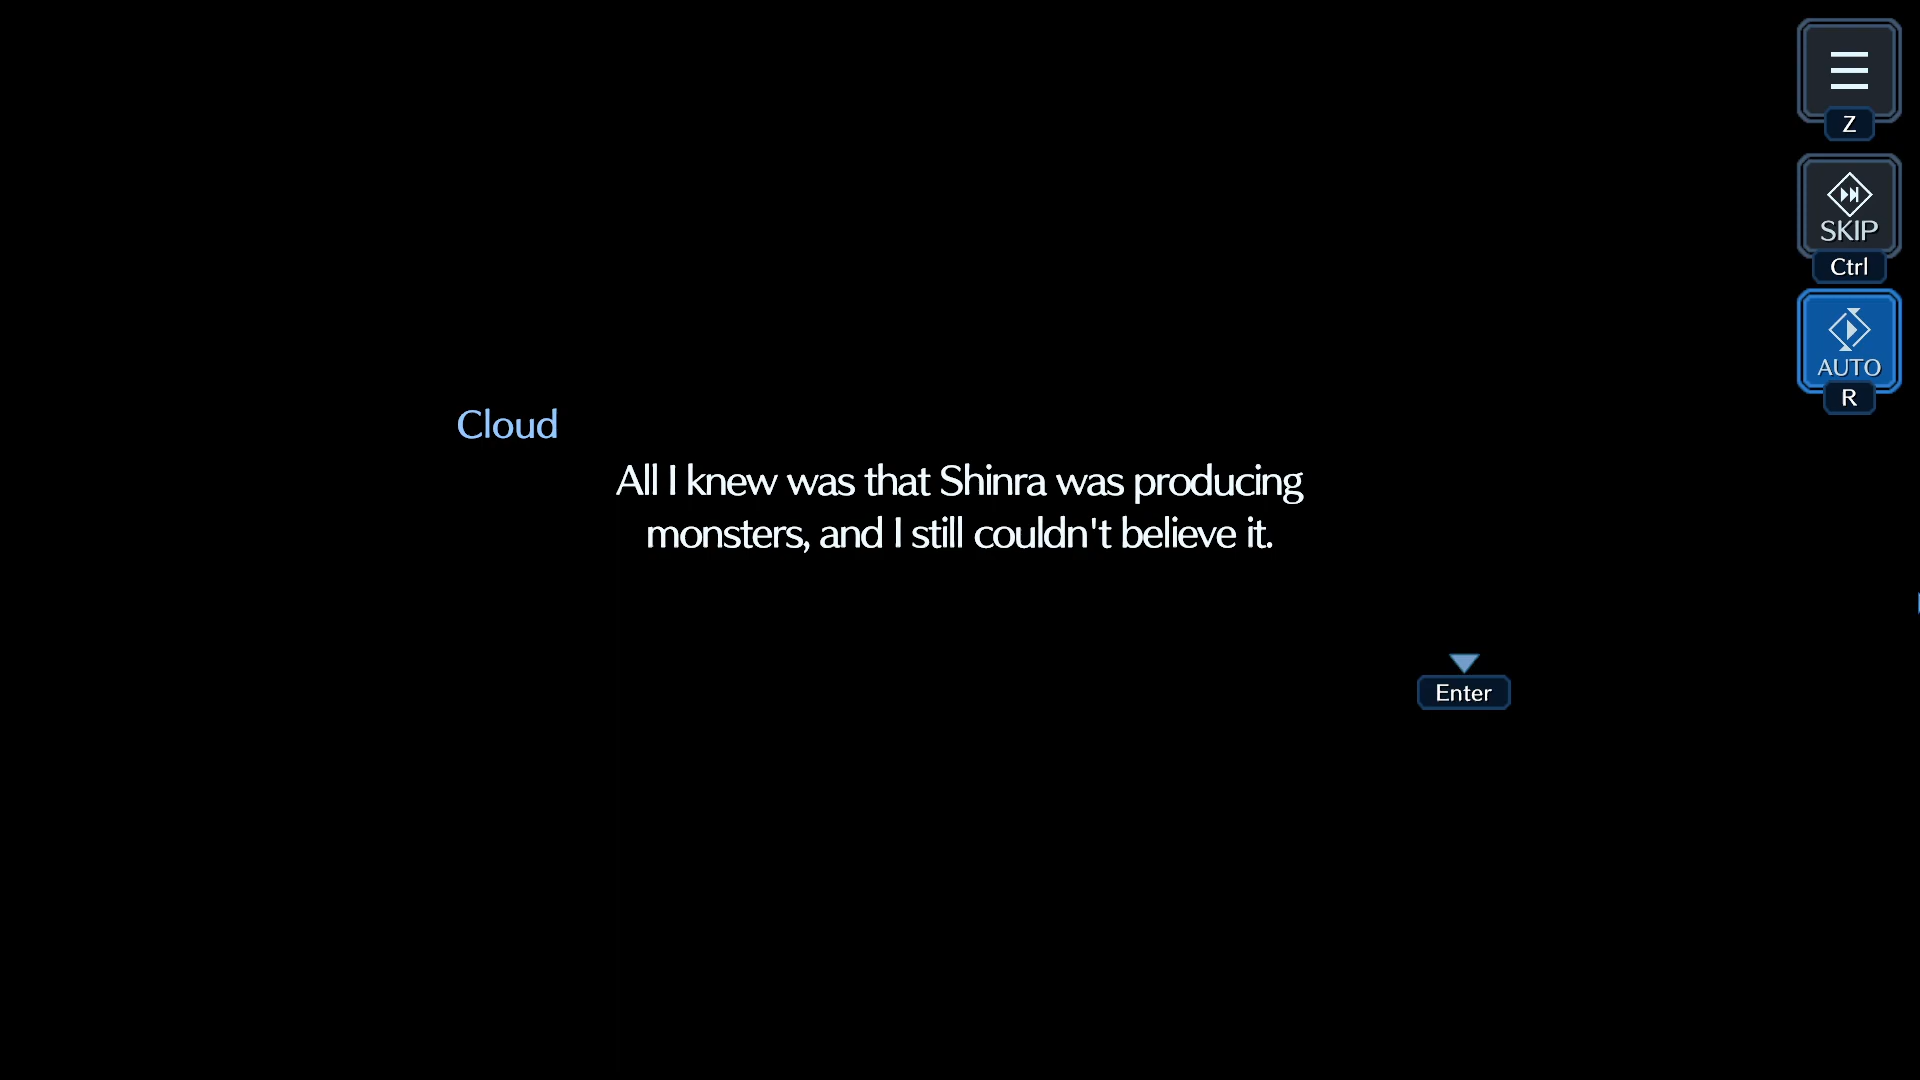 Z
SKIP
Ctrl
AUTO
R
Cloud
All I knew was that Shinra was producing
monsters, and I still couldn't believe it.
Enter